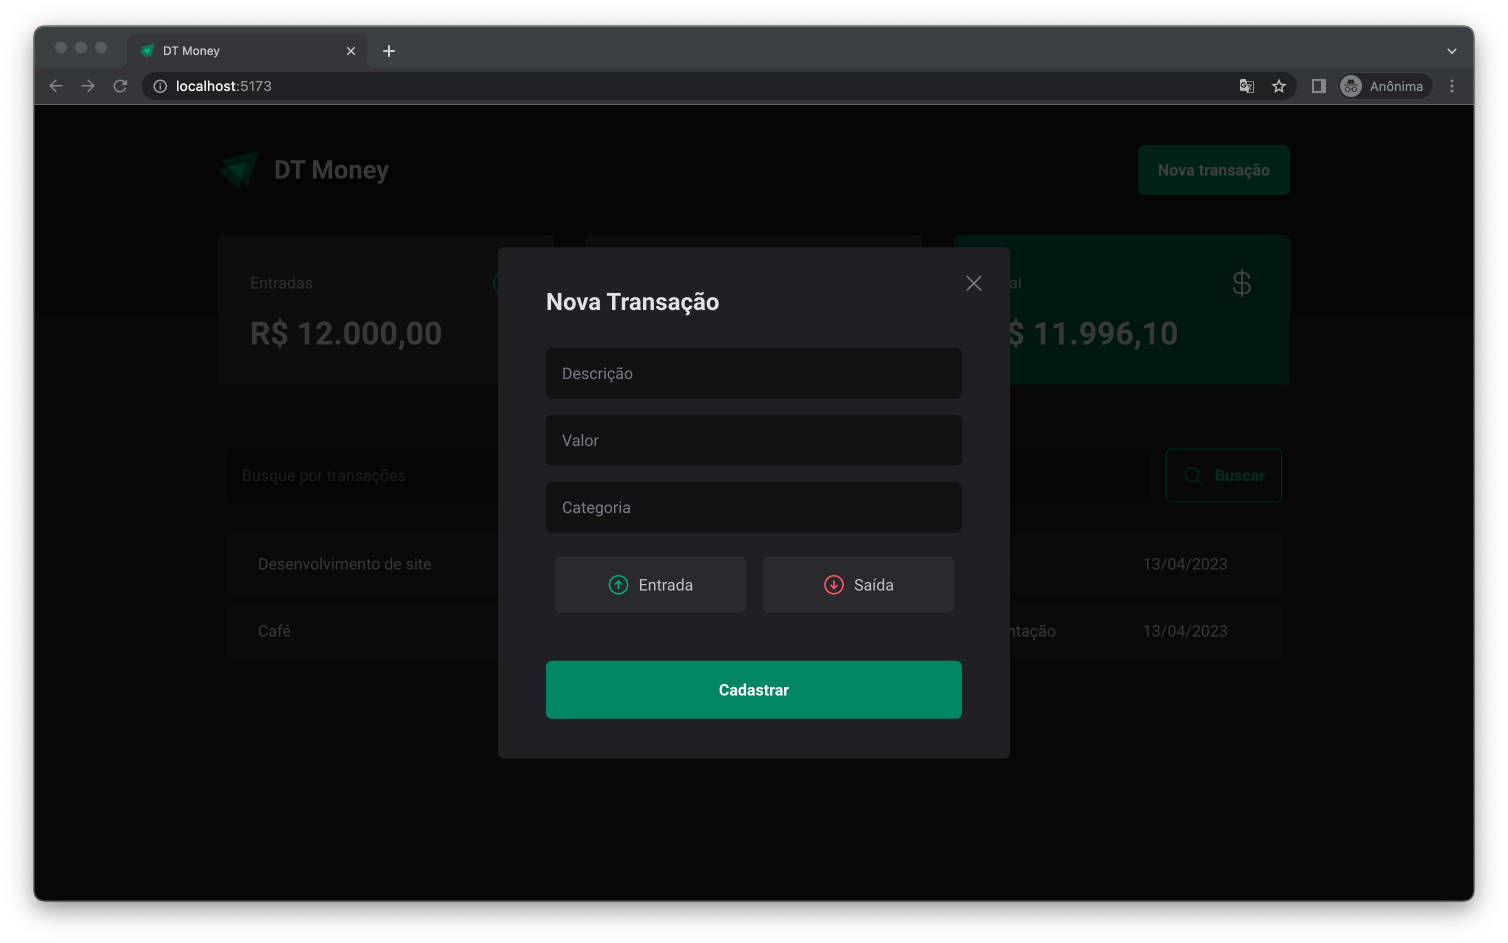 DT Money
localhost:5173
Anônima
DT Money
Nova transação
Entradas
R$ 12.000,00
al
$ 11.996,10
Nova Transação
Descrição
Valor
Categoria
Entrada
Saída
Cadastrar
Busque por transações
Buscar
Desenvolvimento de site
13/04/2023
Café
ntação
13/04/2023